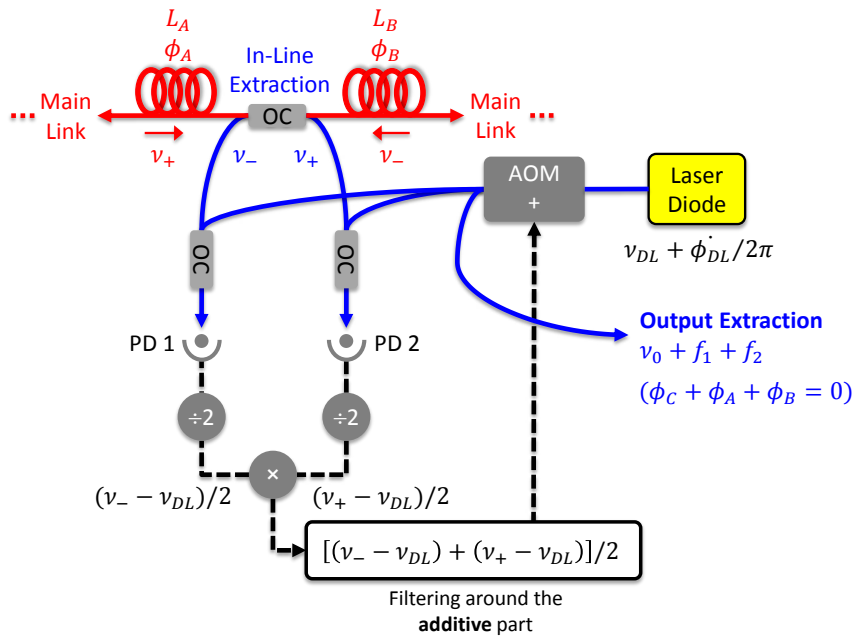 L_A
ϕ_A
L_B
ϕ_B
In-Line
Extraction
Main
Link
OC
Main
Link
ν_+
ν_−
ν_+
ν_−
AOM
+
Laser
Diode
ν_DL + ϕ̇_DL/2π
OC
OC
PD 1
PD 2
Output Extraction
ν_0 + f_1 + f_2
(ϕ_C + ϕ_A + ϕ_B = 0)
÷2
÷2
×
(ν_− − ν_DL)/2
(ν_+ − ν_DL)/2
[(ν_− − ν_DL) + (ν_+ − ν_DL)]/2
Filtering around the
additive part